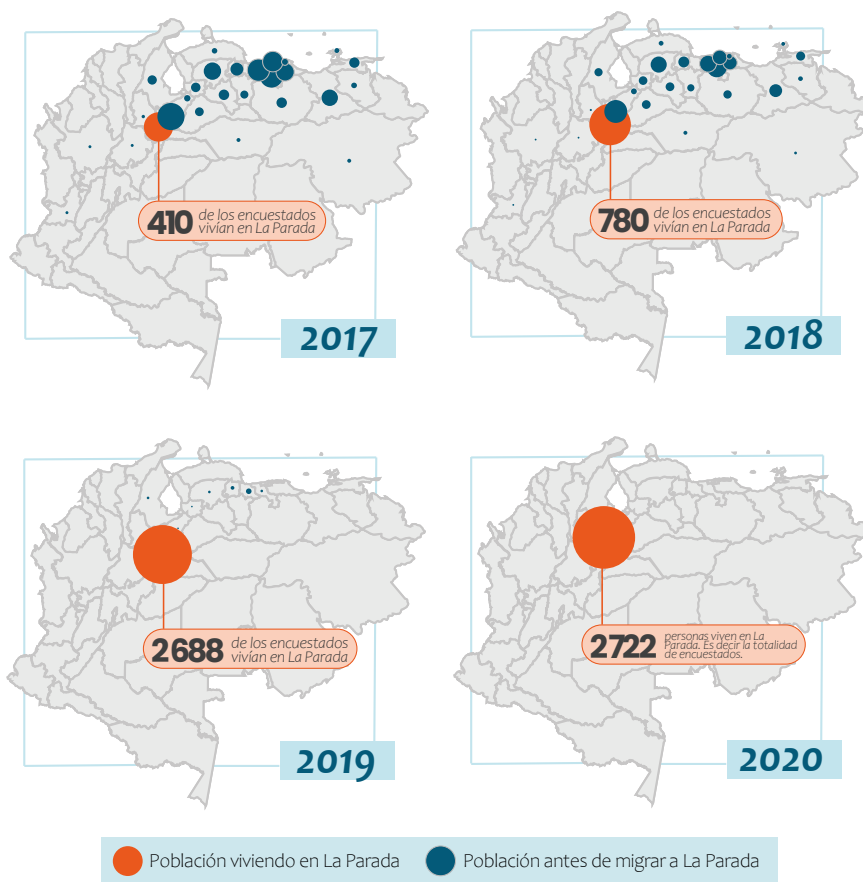 410 de los encuestados
vivían en La Parada
2017
780 de los encuestados
vivían en La Parada
2018
2688 de los encuestados
vivían en La Parada
2019
2722 personas viven en La
Parada. Es decir la totalidad
de encuestados.
2020
Población viviendo en La Parada
Población antes de migrar a La Parada